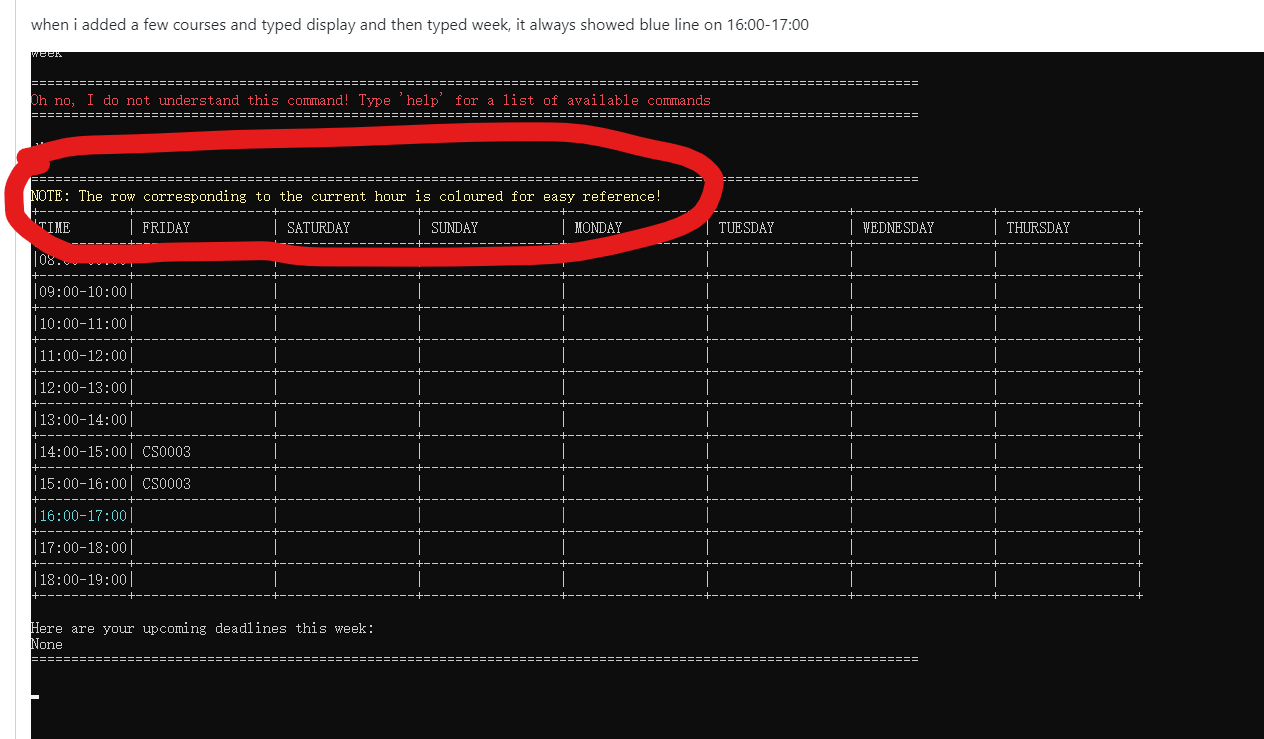 when i added a few courses and typed display and then typed week, it always showed blue line on 16:00-17:00
week
Oh no, I do not understand this command! Type 'help' for a list of available commands
NOTE: The row corresponding to the current hour is coloured for easy reference!
TIME | FRIDAY | SATURDAY | SUNDAY | MONDAY | TUESDAY | WEDNESDAY | THURSDAY |
|09:00-10:00|
|10:00-11:00|
|11:00-12:00|
|12:00-13:00|
|13:00-14:00|
|14:00-15:00| CS0003
|15:00-16:00| CS0003
|16:00-17:00|
|17:00-18:00|
|18:00-19:00|
Here are your upcoming deadlines this week:
None